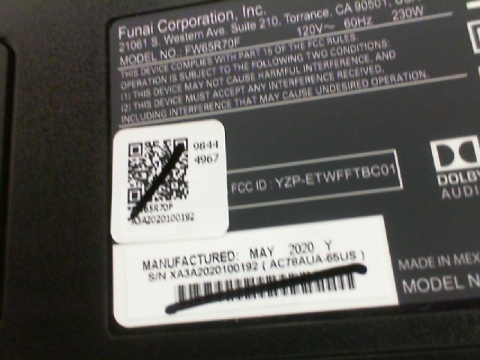 Funai Corporation, Inc.
21061 S. Western Ave, Suite 210, Torrance, CA 90501,
120V~ 60Hz 230W
MODEL NO. FW65R70F
THIS DEVICE COMPLIES WITH PART 15 OF THE FCC RULES.
OPERATION IS SUBJECT TO THE FOLLOWING TWO CONDITIONS:
(1) THIS DEVICE MAY NOT CAUSE HARMFUL INTERFERENCE, AND
(2) THIS DEVICE MUST ACCEPT ANY INTERFERENCE RECEIVED,
INCLUDING INTERFERENCE THAT MAY CAUSE UNDESIRED OPERATION.
9844
4967
65R70F
XA3A2020100192
FCC ID : YZP-ETWFFTBC01
DOLBY
AUDI
MANUFACTURED: MAY 2020 Y
S/N XA3A2020100192 ( AC78AUA-65US )
MADE IN MEX
MODEL N